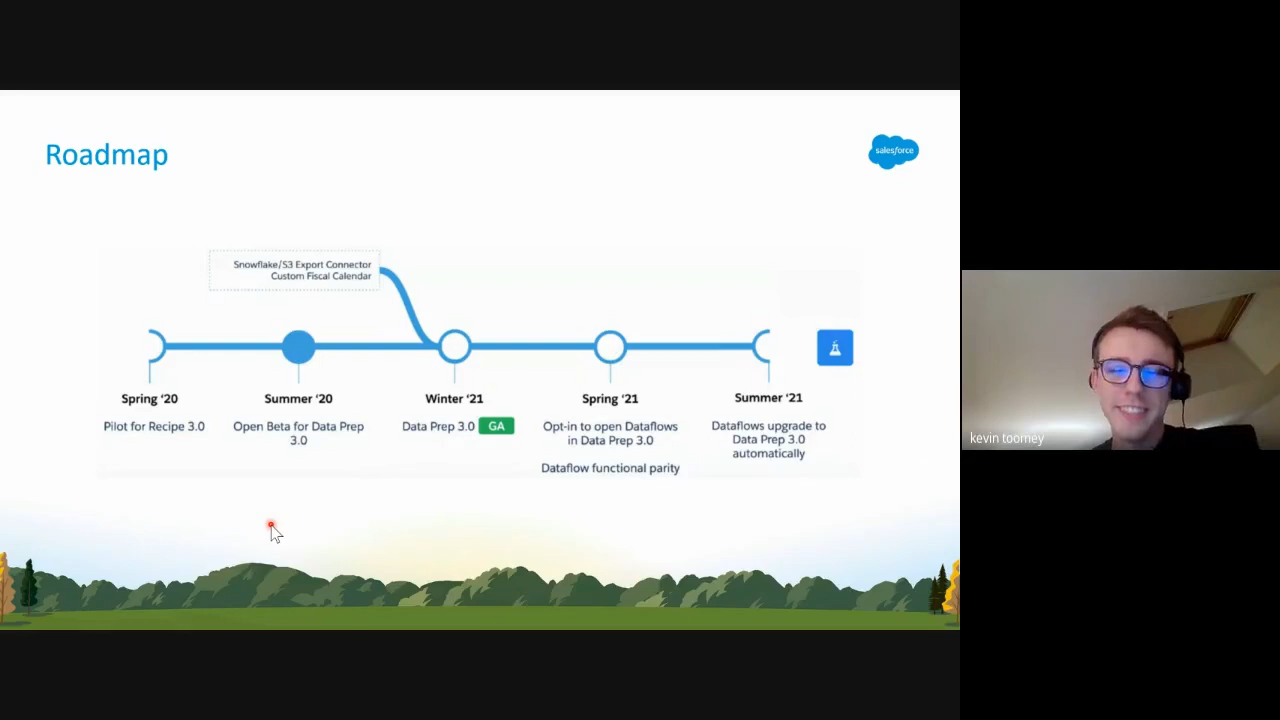 Roadmap
salesforce
Snowflake/S3 Export Connector
Custom Fiscal Calendar
Spring ‘20
Summer ‘20
Winter ‘21
Spring ‘21
Summer ‘21
Pilot for Recipe 3.0
Open Beta for Data Prep
3.0
Data Prep 3.0 GA
Opt-in to open Dataflows
in Data Prep 3.0
Dataflow functional parity
Dataflows upgrade to
Data Prep 3.0
automatically
kevin toomey